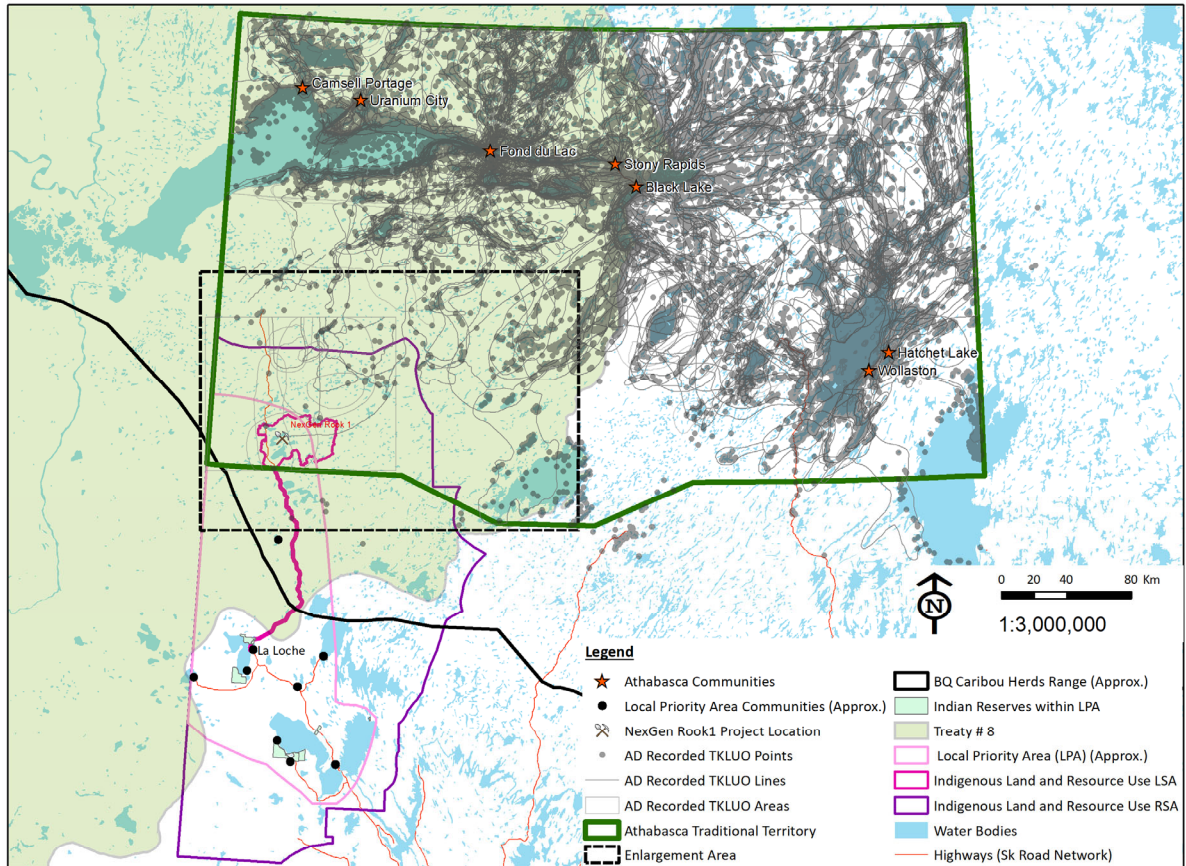 Camsell Portage
Uranium City
Fond du Lac
Stony Rapids
Black Lake
Hatchet Lake
Wollaston
NexGen Rook 1
La Loche
N
0 20 40 80 Km
1:3,000,000
Legend
Athabasca Communities
Local Priority Area Communities (Approx.)
NexGen Rook1 Project Location
AD Recorded TKLUO Points
AD Recorded TKLUO Lines
AD Recorded TKLUO Areas
Athabasca Traditional Territory
Enlargement Area
BQ Caribou Herds Range (Approx.)
Indian Reserves within LPA
Treaty # 8
Local Priority Area (LPA) (Approx.)
Indigenous Land and Resource Use LSA
Indigenous Land and Resource Use RSA
Water Bodies
Highways (Sk Road Network)